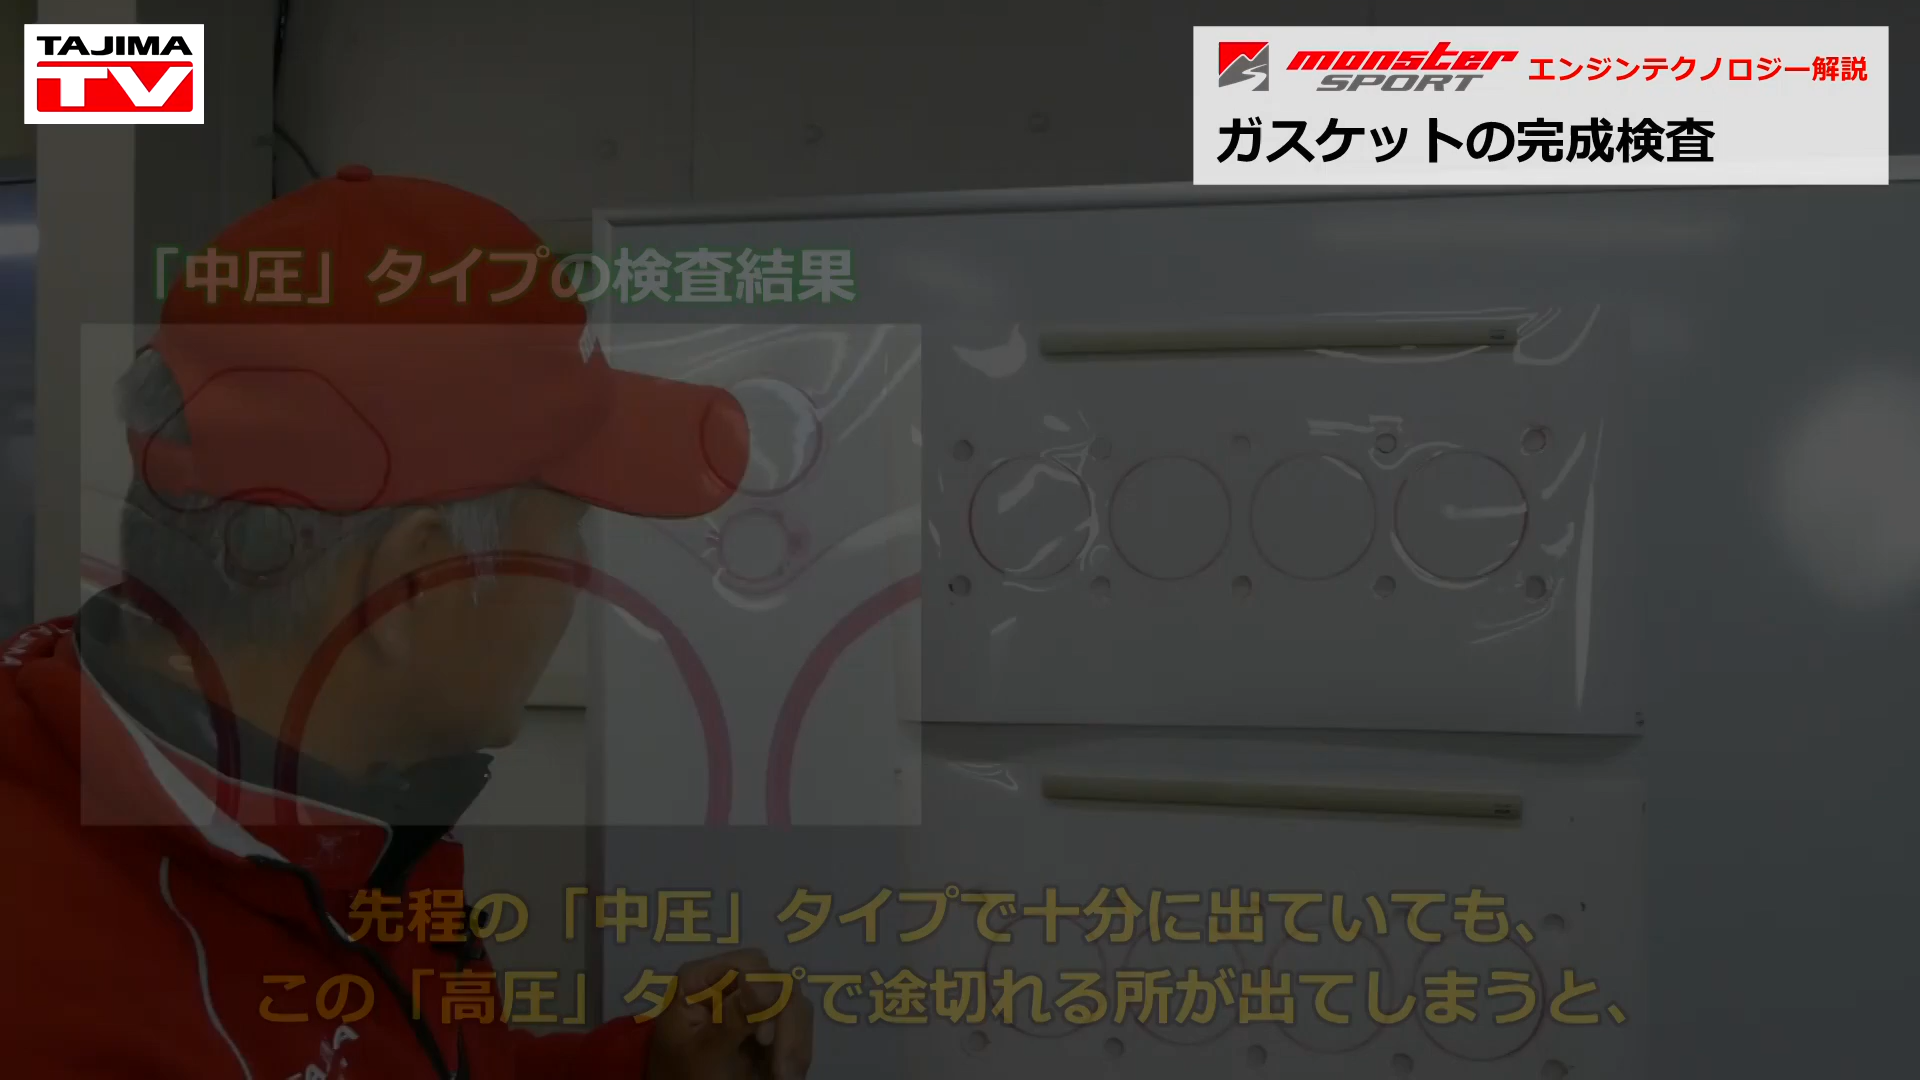 TAJIMA
TV
monster
SPORT
エンジンテクノロジー解説
ガスケットの完成検査
「中圧」タイプの検査結果
先程の「中圧」タイプで十分に出ていても、
この「高圧」タイプで途切れる所が出てしまうと、